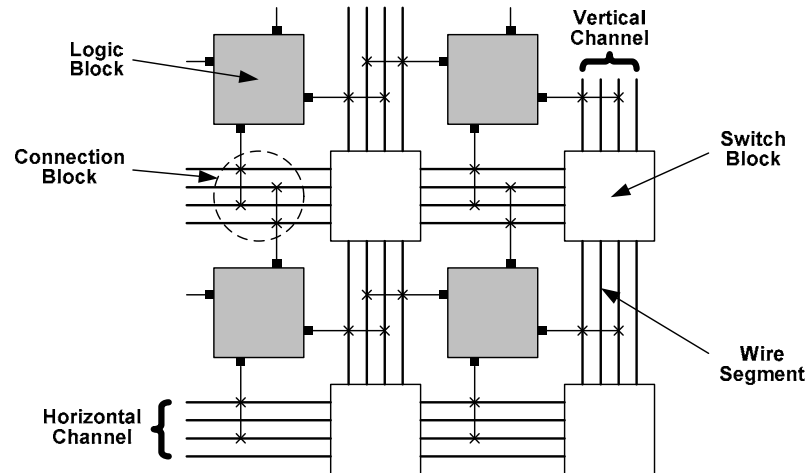 Logic
Block
Vertical
Channel
Connection
Block
Switch
Block
Wire
Segment
Horizontal
Channel